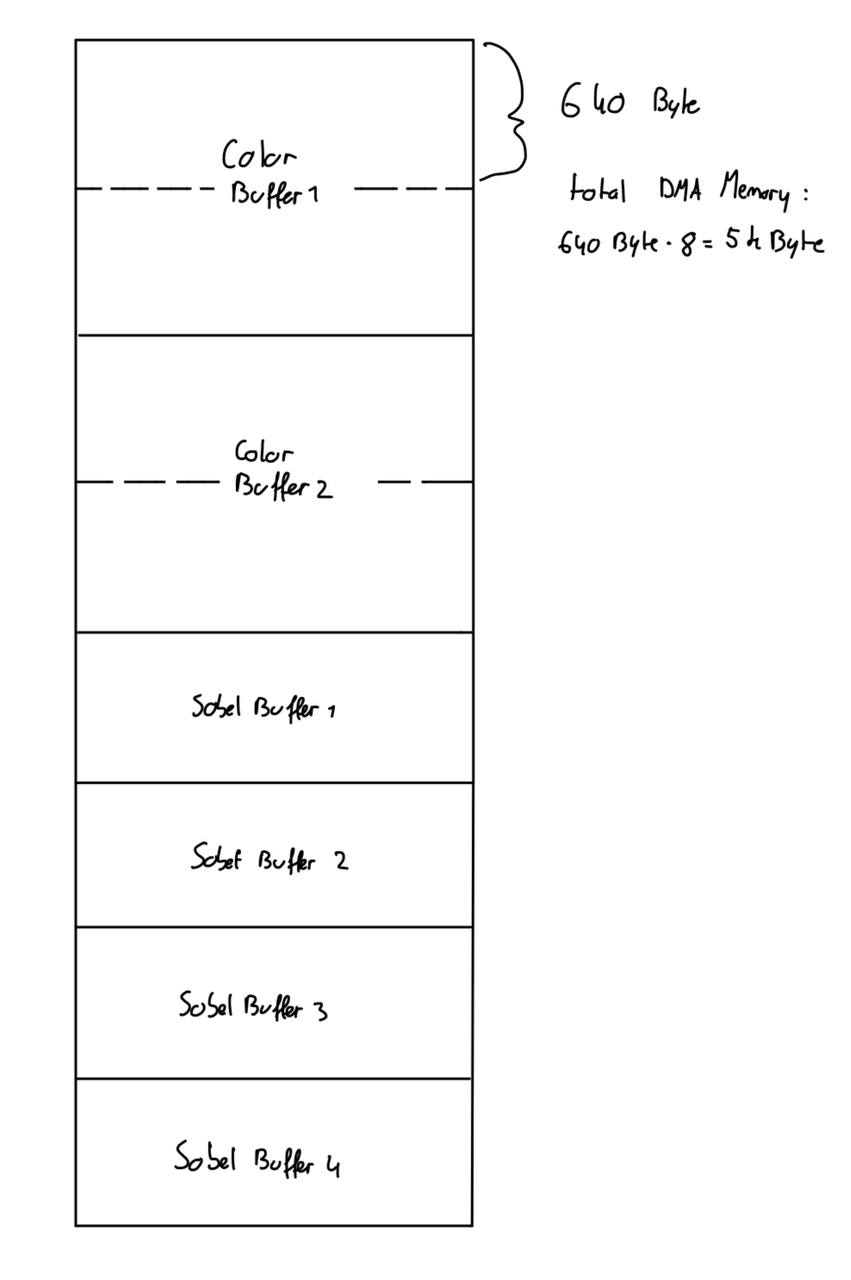 Color
Buffer 1
640 Byte
total DMA Memory:
640 Byte · 8 = 5k Byte
Color
Buffer 2
Sobel Buffer 1
Sobel Buffer 2
Sobel Buffer 3
Sobel Buffer 4